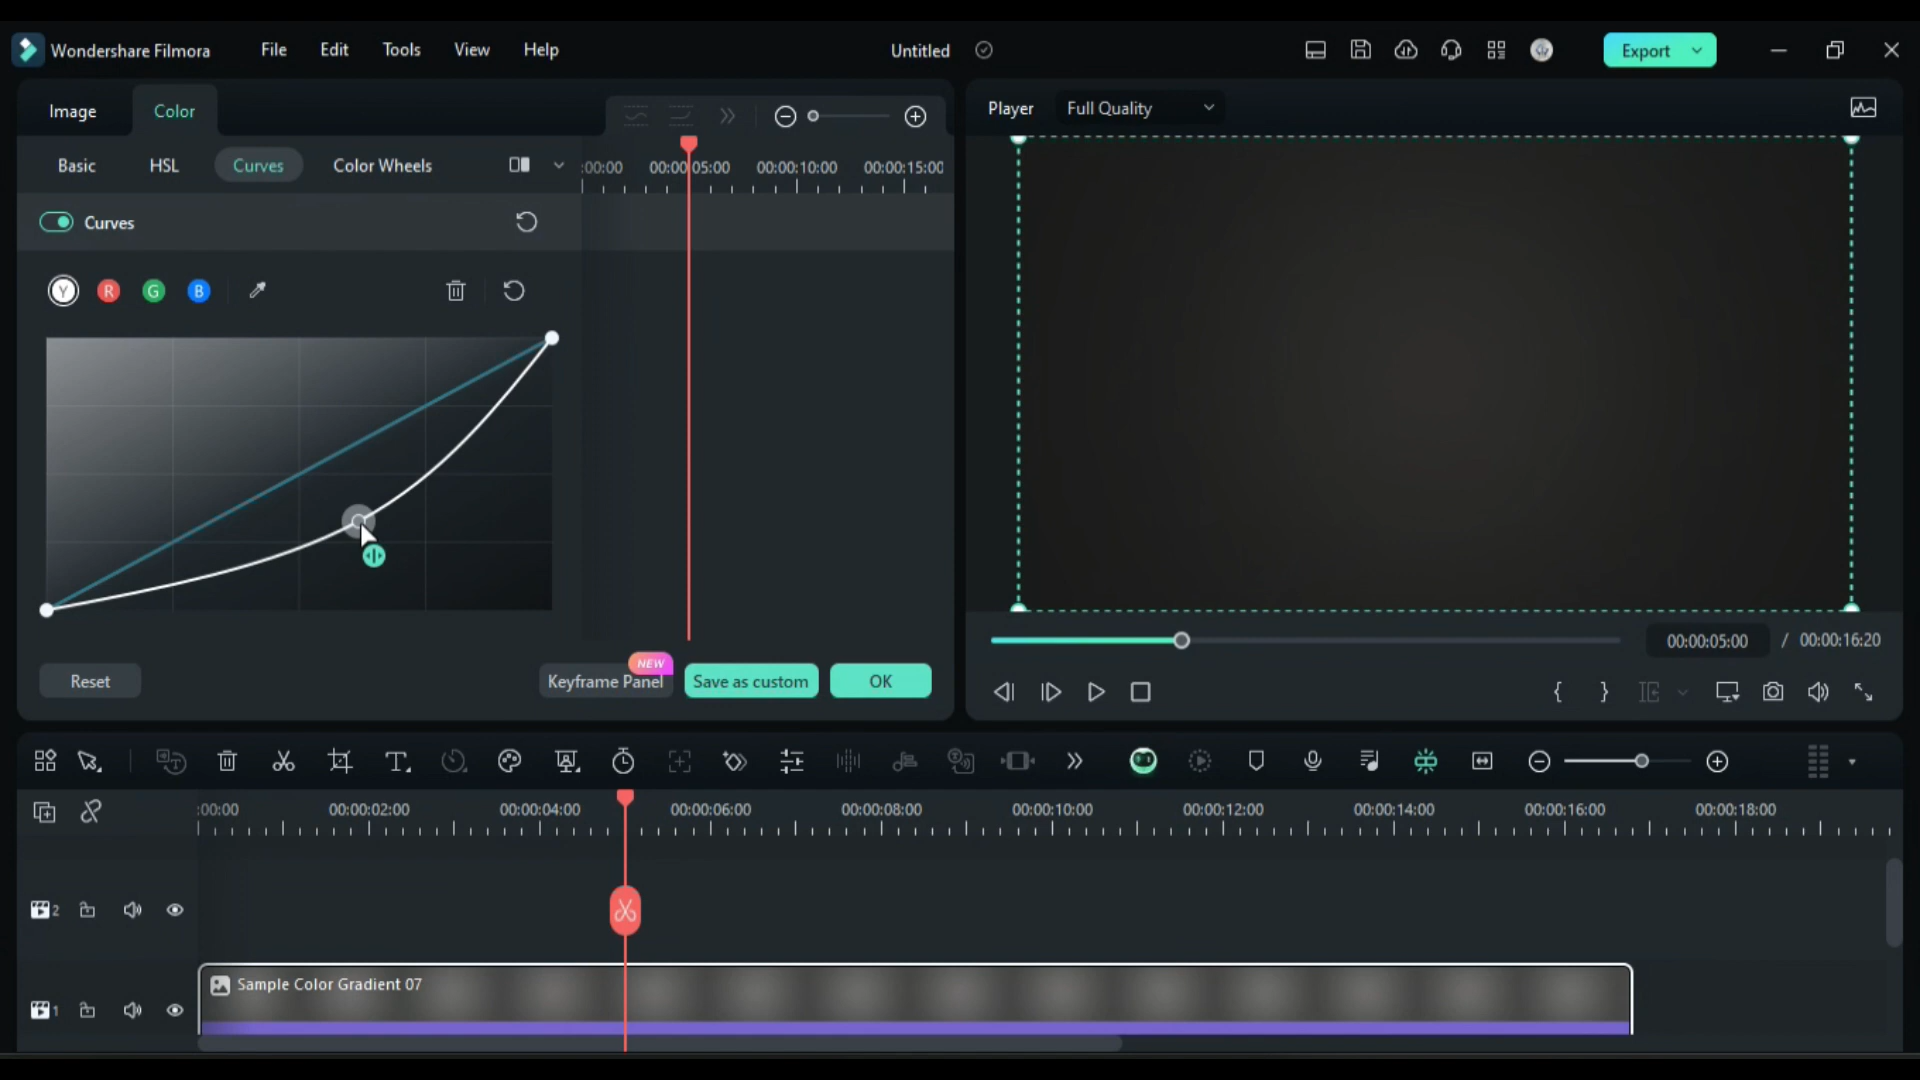 Wondershare Filmora File Edit Tools View Help Untitled Export
Image Color
Player Full Quality
Basic HSL Curves Color Wheels
:00:00 00:00:05:00 00:00:10:00 00:00:15:00
Curves
Y R G B
00:00:05:00 / 00:00:16:20
NEW
Reset Keyframe Panel Save as custom OK
:00:00 00:00:02:00 00:00:04:00 00:00:06:00 00:00:08:00 00:00:10:00 00:00:12:00 00:00:14:00 00:00:16:00 00:00:18:00
2
Sample Color Gradient 07
1